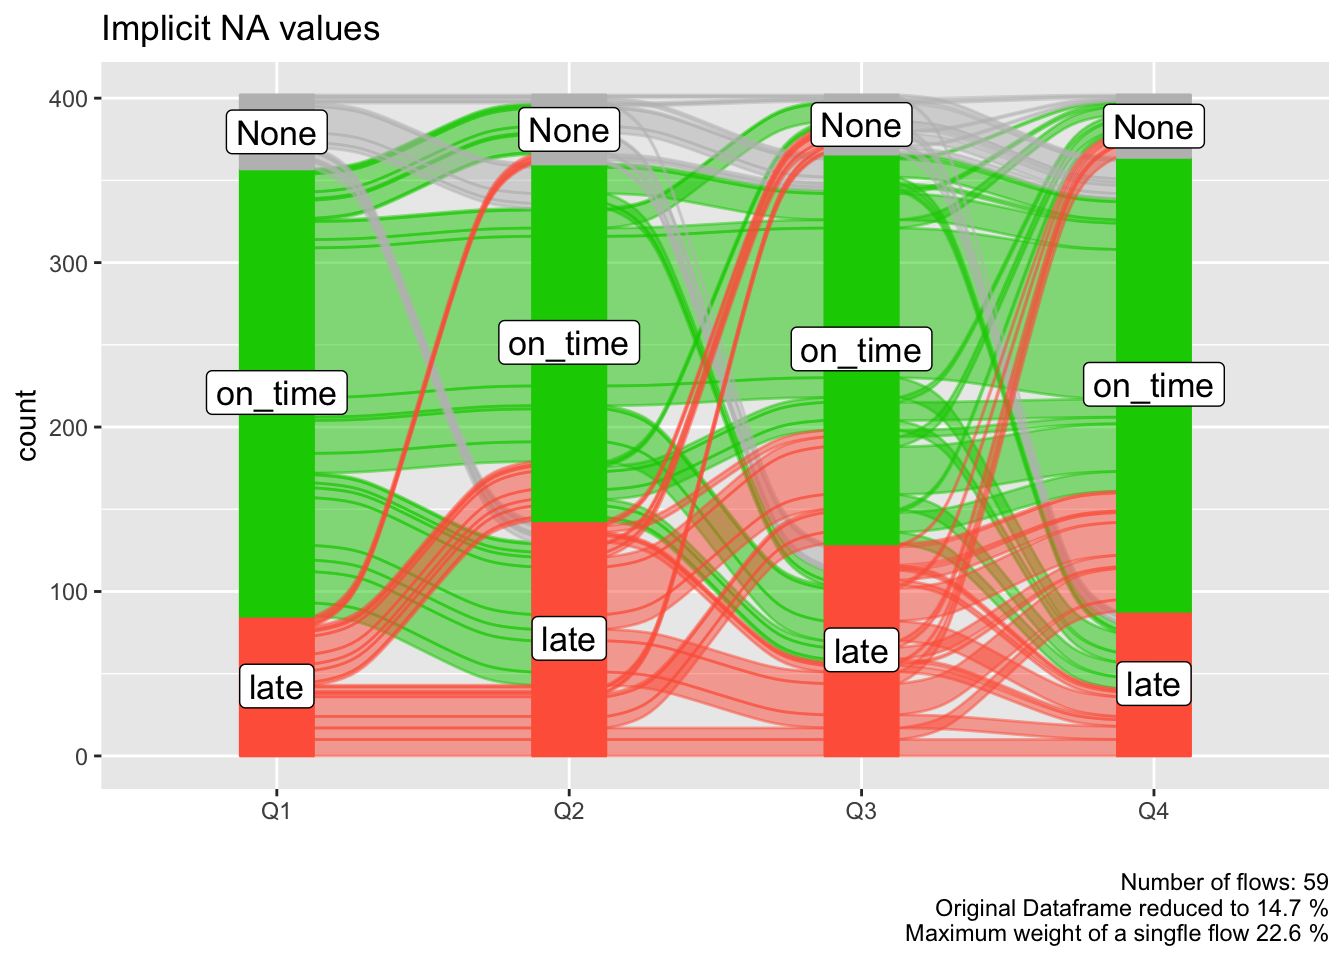 Implicit NA values
400
None
None
None
None
300
on_time
on_time
on_time
on_time
count
200
100
late
late
late
late
0
Q1
Q2
Q3
Q4
Number of flows: 59
Original Dataframe reduced to 14.7 %
Maximum weight of a singfle flow 22.6 %